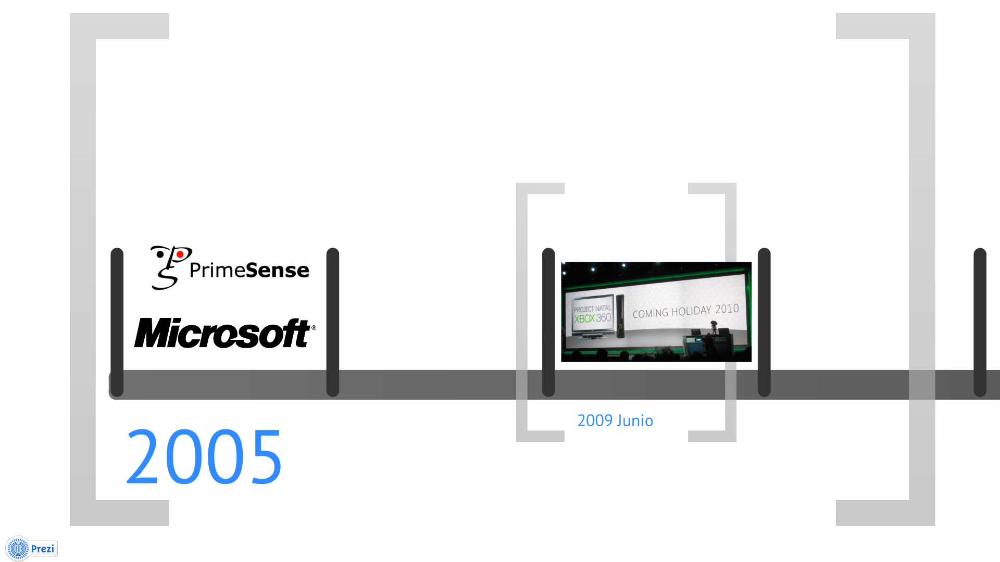 PrimeSense
Microsoft®
PROJECT NATAL
XBOX 360
COMING HOLIDAY 2010
2009 Junio
2005
Prezi